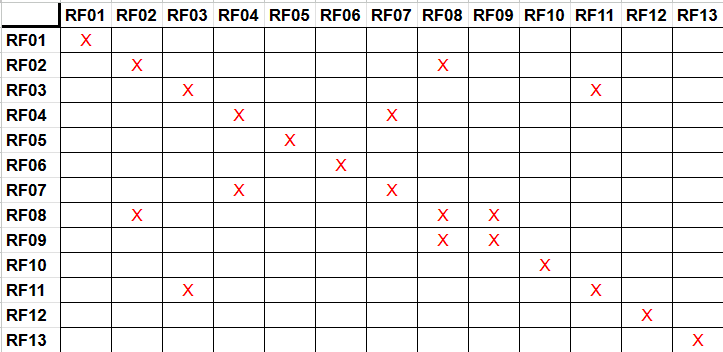 RF01 RF02 RF03 RF04 RF05 RF06 RF07 RF08 RF09 RF10 RF11 RF12 RF13
RF01 X
RF02 X X
RF03 X X
RF04 X X
RF05 X
RF06 X
RF07 X X
RF08 X X X
RF09 X X
RF10 X
RF11 X X
RF12 X
RF13 X